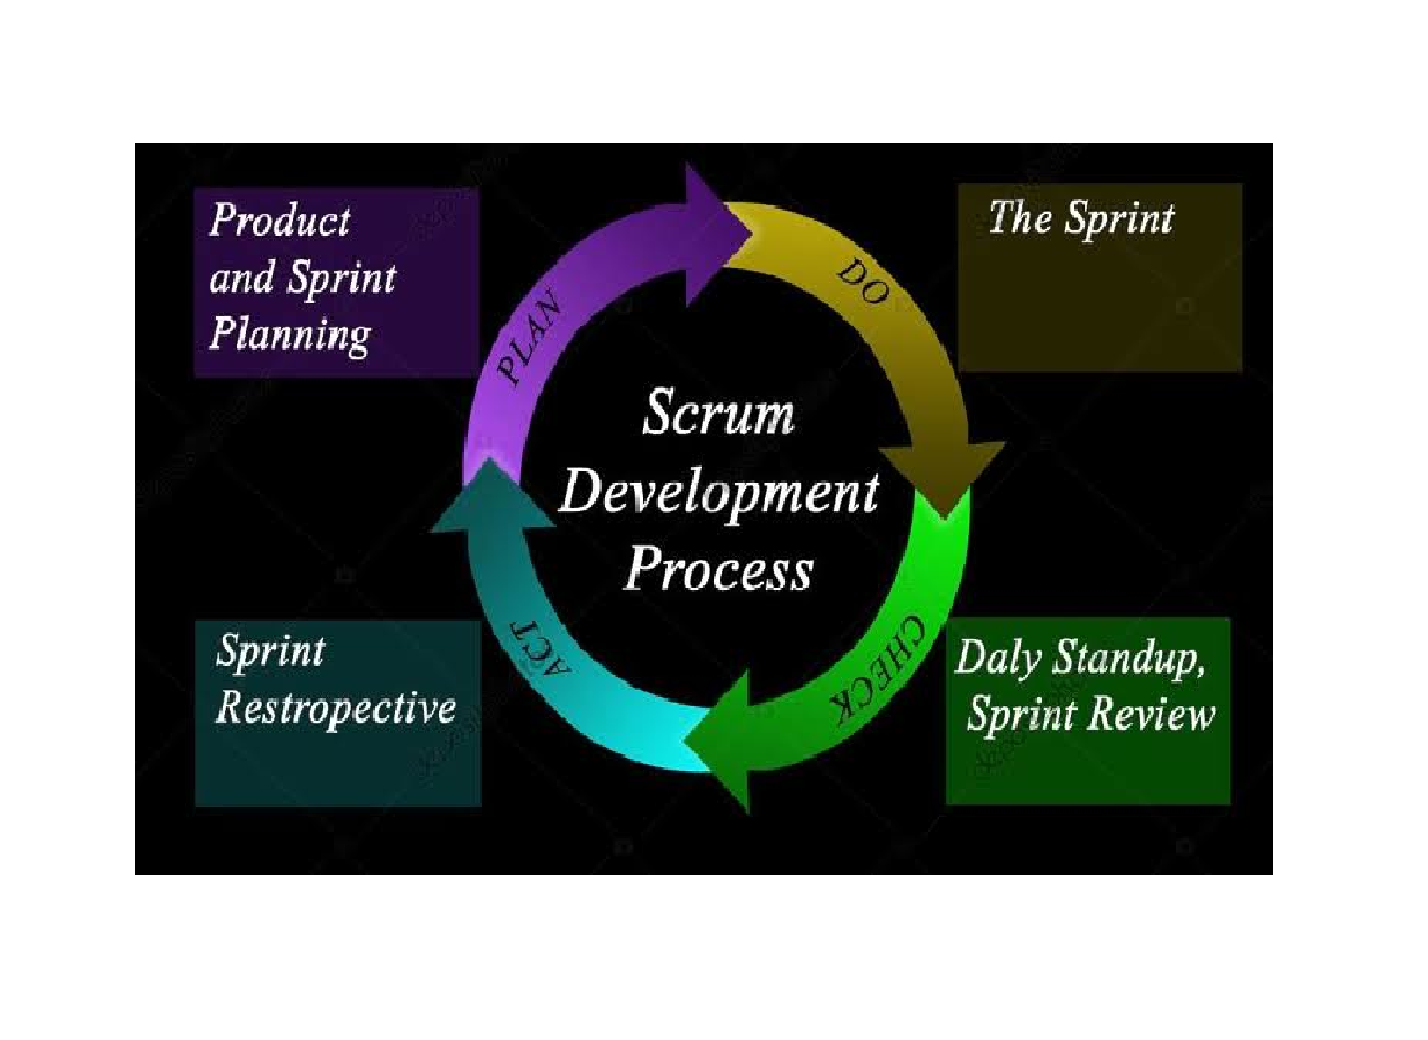 Product
and Sprint
Planning
The Sprint
PLAN
DO
Scrum
Development
Process
ACT
CHECK
Sprint
Restropective
Daly Standup,
Sprint Review